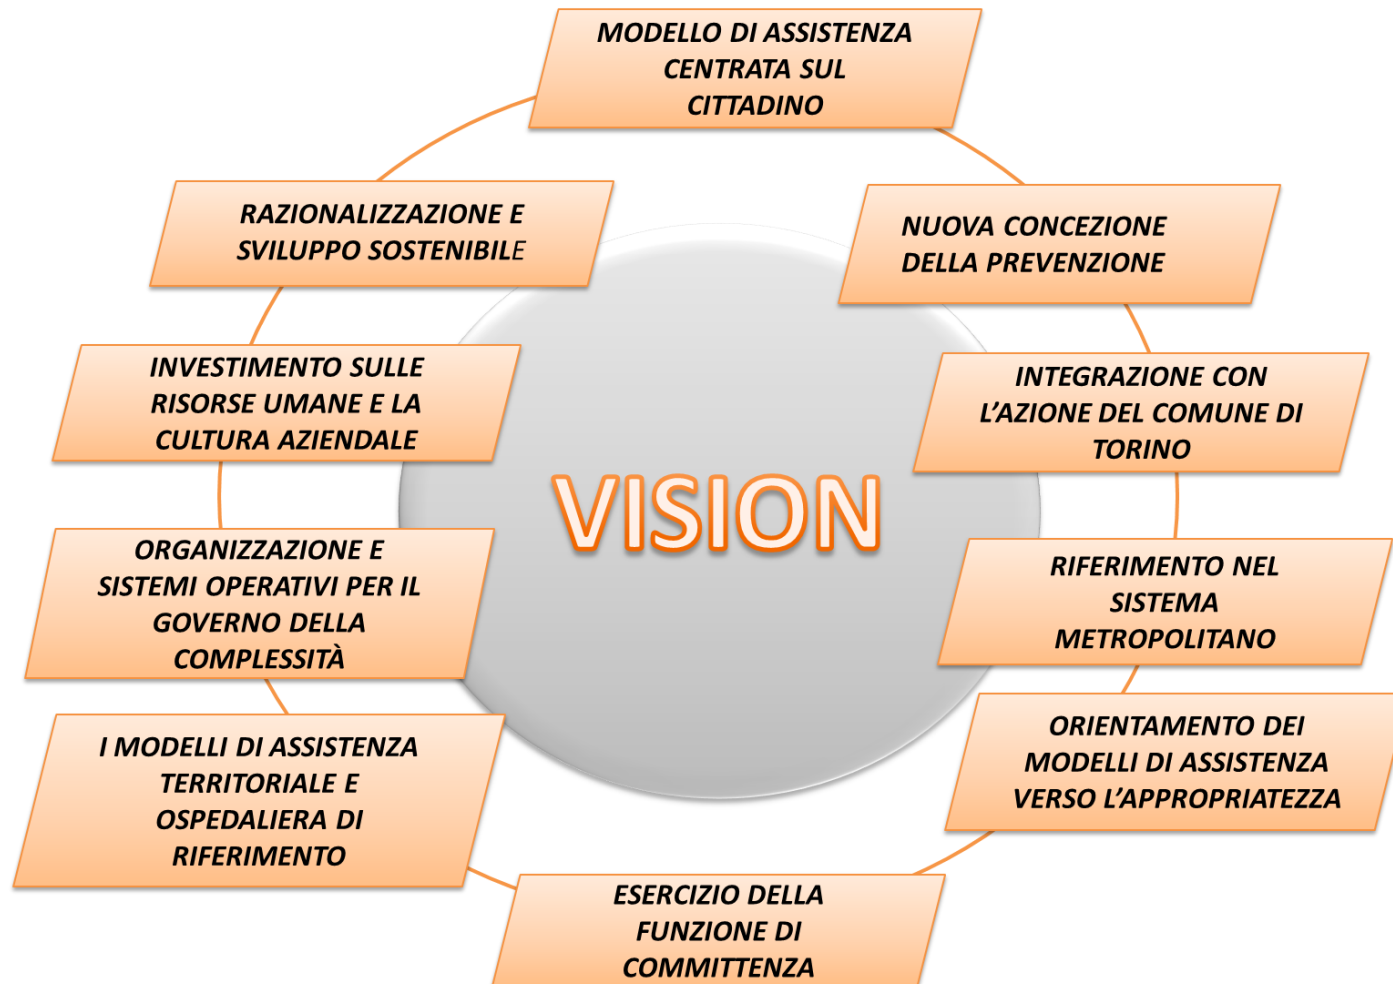 MODELLO DI ASSISTENZA
CENTRATA SUL
CITTADINO
RAZIONALIZZAZIONE E
SVILUPPO SOSTENIBILE
NUOVA CONCEZIONE
DELLA PREVENZIONE
INVESTIMENTO SULLE
RISORSE UMANE E LA
CULTURA AZIENDALE
INTEGRAZIONE CON
L’AZIONE DEL COMUNE DI
TORINO
VISION
ORGANIZZAZIONE E
SISTEMI OPERATIVI PER IL
GOVERNO DELLA
COMPLESSITÀ
RIFERIMENTO NEL
SISTEMA
METROPOLITANO
I MODELLI DI ASSISTENZA
TERRITORIALE E
OSPEDALIERA DI
RIFERIMENTO
ORIENTAMENTO DEI
MODELLI DI ASSISTENZA
VERSO L’APPROPRIATEZZA
ESERCIZIO DELLA
FUNZIONE DI
COMMITTENZA